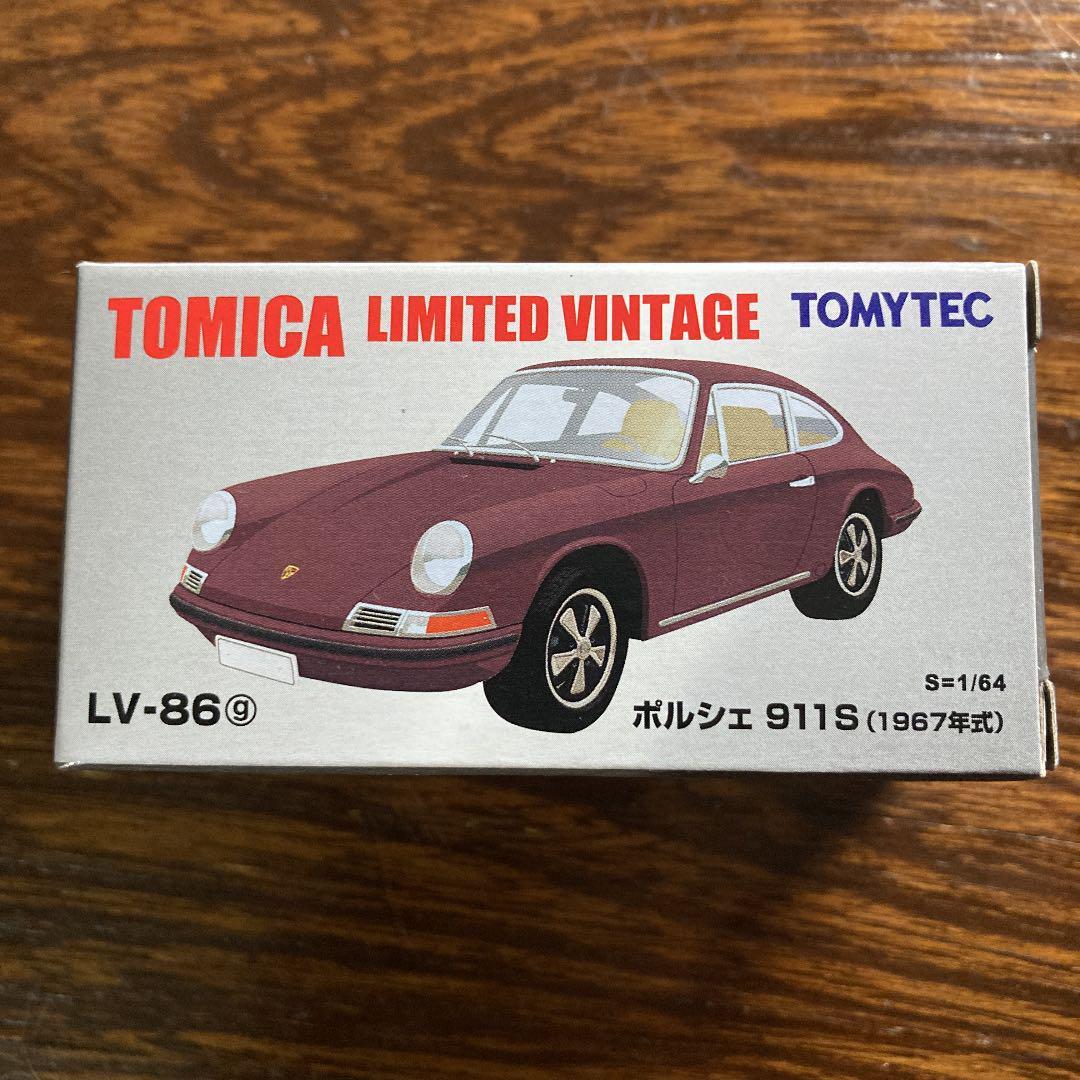 TOMICA LIMITED VINTAGE TOMYTEC
S=1/64
LV-86ⓖ ポルシェ 911S (1967年式)